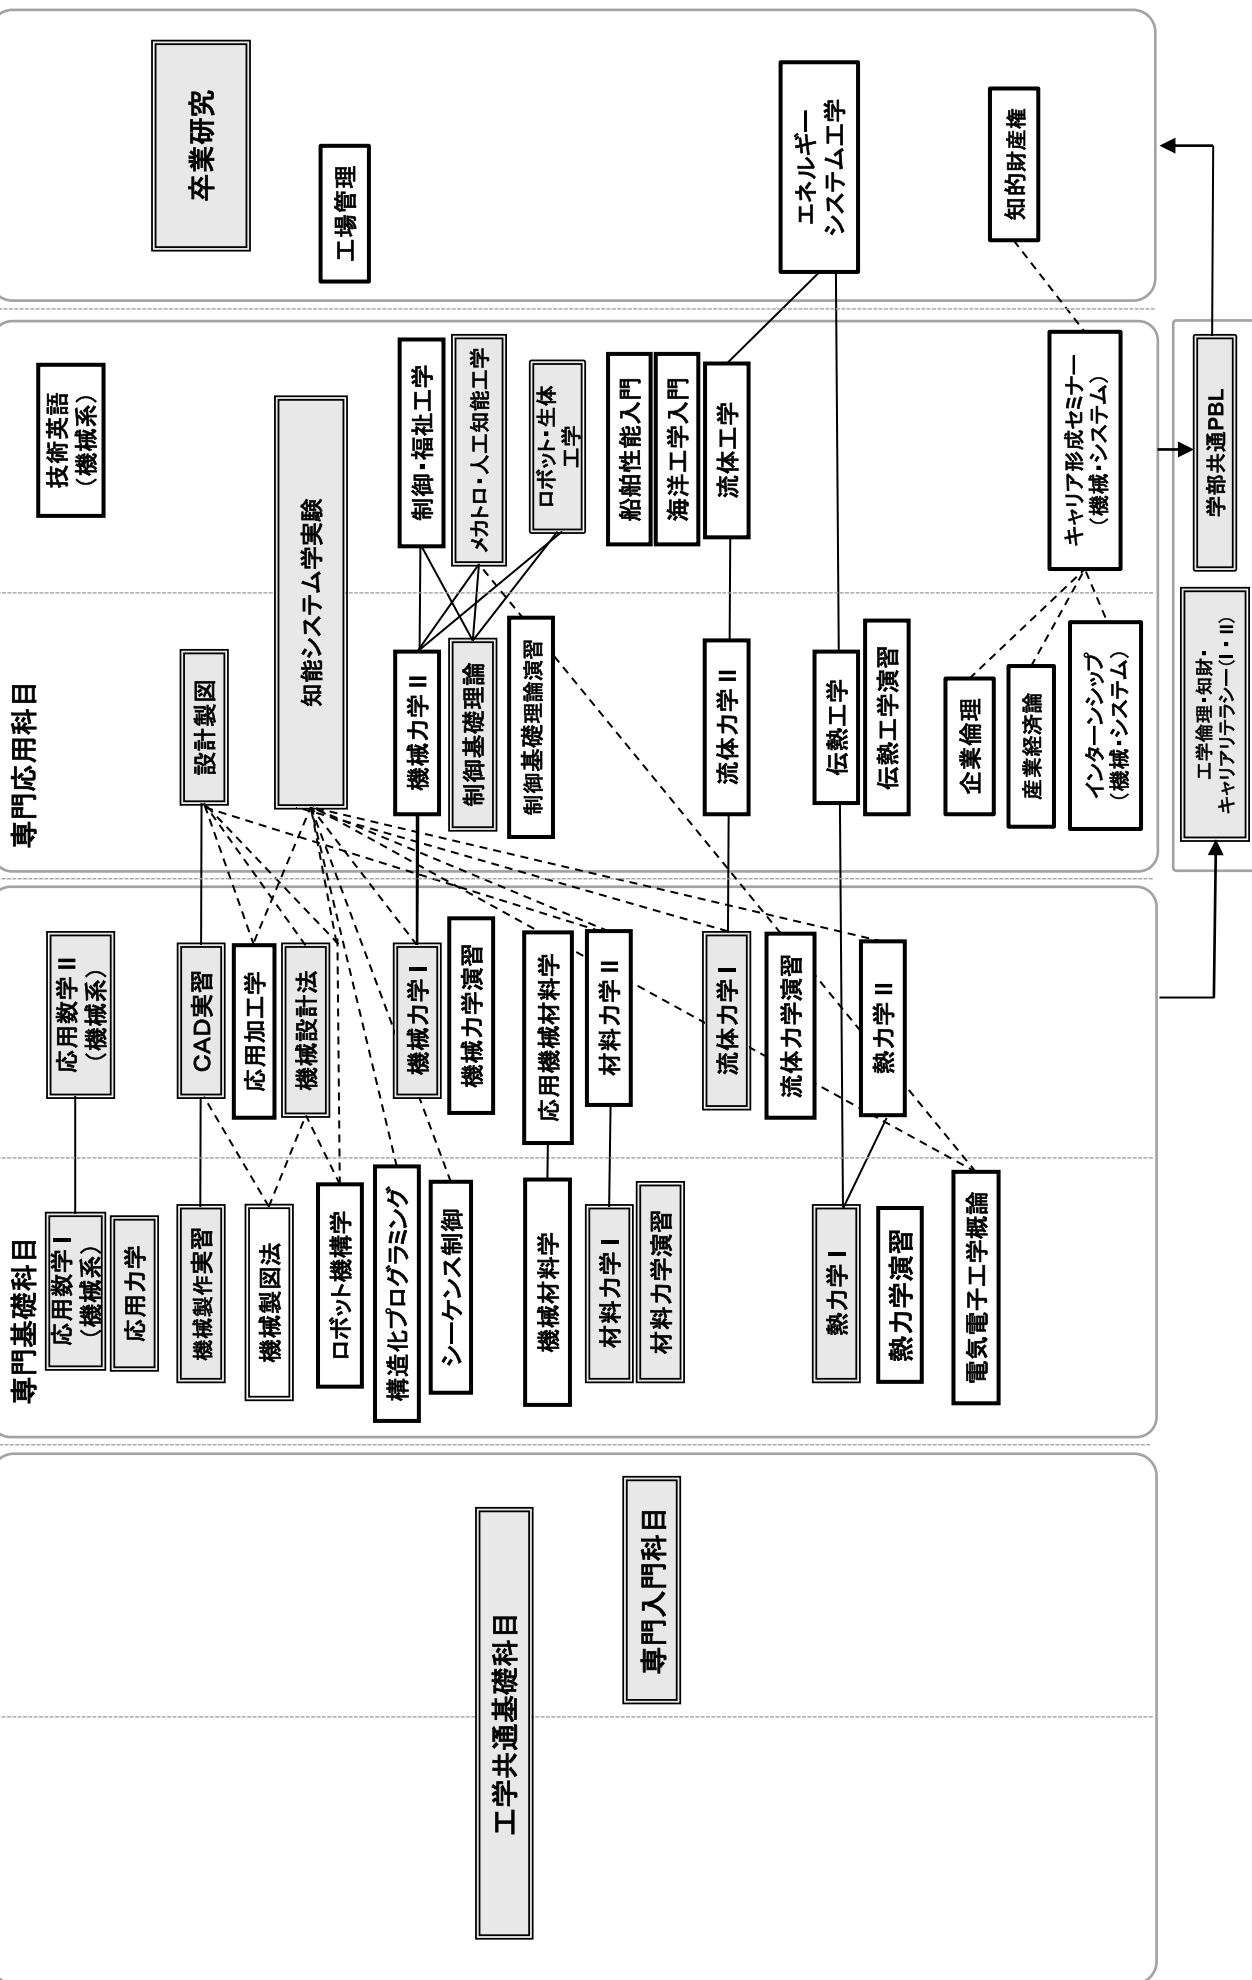 工学共通基礎科目
専門入門科目
専門基礎科目
応用数学 I
（機械系）
応用力学
機械製作実習
機械製図法
ロボット機構学
構造化プログラミング
シーケンス制御
機械材料学
材料力学 I
材料力学演習
熱力学 I
熱力学演習
電気電子工学概論
応用数学 II
（機械系）
CAD実習
応用加工学
機械設計法
機械力学 I
機械力学演習
応用機械材料学
材料力学 II
流体力学 I
流体力学演習
熱力学 II
専門応用科目
設計製図
知能システム学実験
機械力学 II
制御基礎理論
制御基礎理論演習
流体力学 II
伝熱工学
伝熱工学演習
企業倫理
産業経済論
インターンシップ
（機械・システム）
工学倫理・知財・
キャリアリテラシー（I・II）
技術英語
（機械系）
制御・福祉工学
メカトロ・人工知能工学
ロボット・生体
工学
船舶性能入門
海洋工学入門
流体工学
キャリア形成セミナー
（機械・システム）
学部共通PBL
卒業研究
工場管理
エネルギー
システム工学
知的財産権